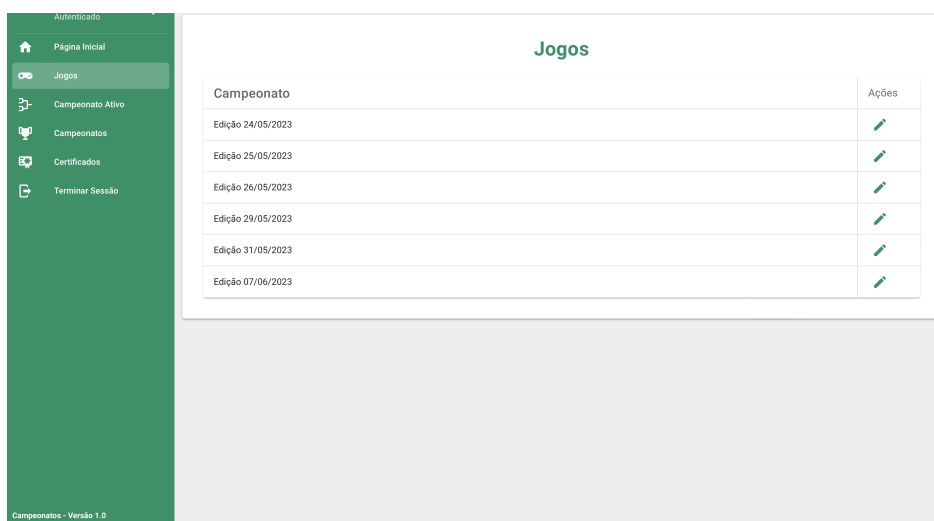 Autenticado
Página Inicial
Jogos
Campeonato Ativo
Campeonatos
Certificados
Terminar Sessão
Campeonatos - Versão 1.0
Jogos
Campeonato Ações
Edição 24/05/2023
Edição 25/05/2023
Edição 26/05/2023
Edição 29/05/2023
Edição 31/05/2023
Edição 07/06/2023